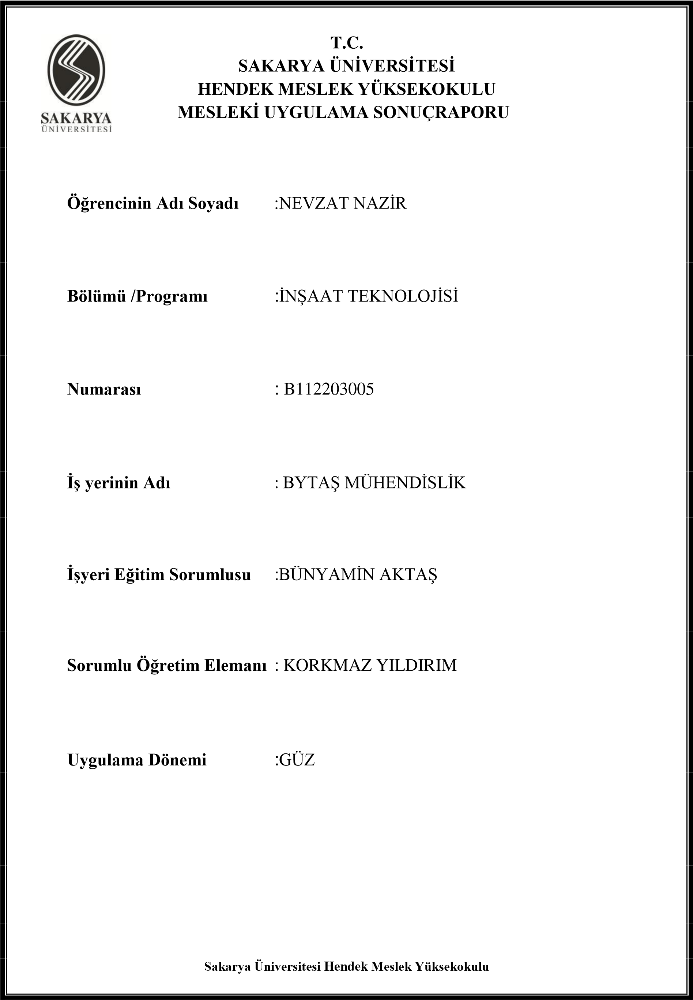 T.C.
SAKARYA ÜNİVERSİTESİ
HENDEK MESLEK YÜKSEKOKULU
MESLEKİ UYGULAMA SONUÇRAPORU
SAKARYA
ÜNİVERSİTESİ
Öğrencinin Adı Soyadı :NEVZAT NAZİR
Bölümü /Programı :İNŞAAT TEKNOLOJİSİ
Numarası : B112203005
İş yerinin Adı : BYTAŞ MÜHENDİSLİK
İşyeri Eğitim Sorumlusu :BÜNYAMİN AKTAŞ
Sorumlu Öğretim Elemanı : KORKMAZ YILDIRIM
Uygulama Dönemi :GÜZ
Sakarya Üniversitesi Hendek Meslek Yüksekokulu